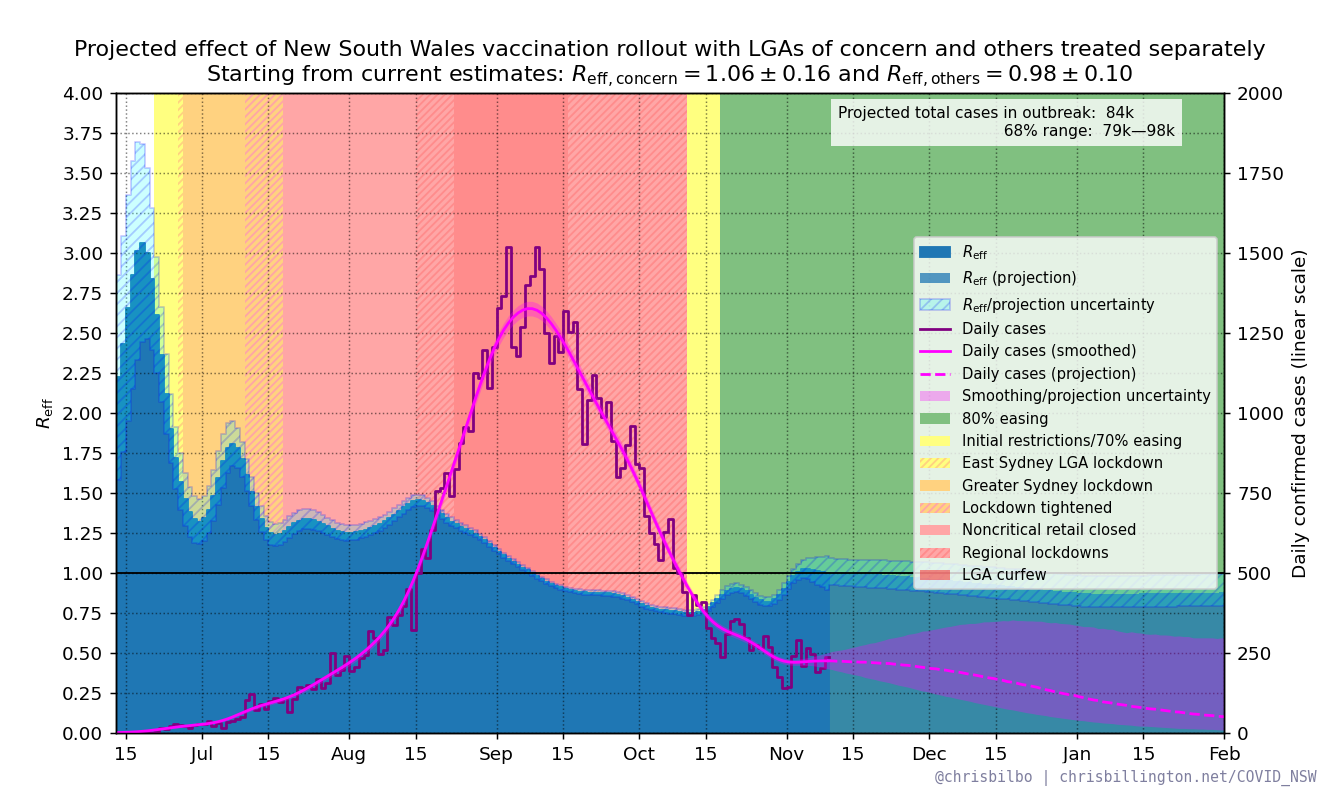 Projected effect of New South Wales vaccination rollout with LGAs of concern and others treated separately
Starting from current estimates: Reff, concern = 1.06 ± 0.16 and Reff, others = 0.98 ± 0.10
Projected total cases in outbreak: 84k
68% range: 79k—98k
4.00
3.75
3.50
3.25
3.00
2.75
2.50
2.25
2.00
1.75
1.50
1.25
1.00
0.75
0.50
0.25
0.00
Reff
2000
1750
1500
1250
1000
750
500
250
0
Daily confirmed cases (linear scale)
Reff
Reff (projection)
Reff/projection uncertainty
Daily cases
Daily cases (smoothed)
Daily cases (projection)
Smoothing/projection uncertainty
80% easing
Initial restrictions/70% easing
East Sydney LGA lockdown
Greater Sydney lockdown
Lockdown tightened
Noncritical retail closed
Regional lockdowns
LGA curfew
15 Jul 15 Aug 15 Sep 15 Oct 15 Nov 15 Dec 15 Jan 15 Feb
@chrisbilbo | chrisbillington.net/COVID_NSW